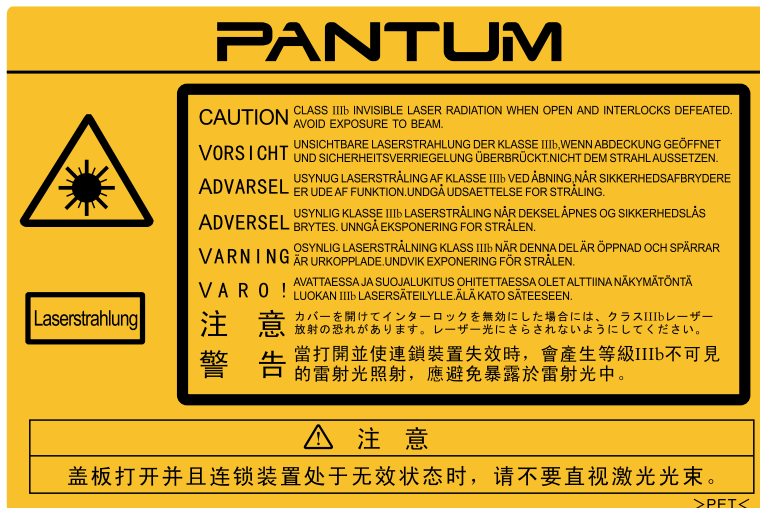 PANTUM
CAUTION CLASS IIIb INVISIBLE LASER RADIATION WHEN OPEN AND INTERLOCKS DEFEATED.
AVOID EXPOSURE TO BEAM.
VORSICHT UNSICHTBARE LASERSTRAHLUNG DER KLASSE IIIb,WENN ABDECKUNG GEÖFFNET
UND SICHERHEITSVERRIEGELUNG ÜBERBRÜCKT.NICHT DEM STRAHL AUSSETZEN.
ADVARSEL USYNUG LASERSTRÅLING AF KLASSE IIIb VED ÅBNING,NÅR SIKKERHEDSAFBRYDERE
ER UDE AF FUNKTION.UNDGÅ UDSAETTELSE FOR STRÅLING.
ADVERSEL USYNLIG KLASSE IIIb LASERSTRÅLING NÅR DEKSEL ÅPNES OG SIKKERHEDSLÅS
BRYTES. UNNGÅ EKSPONERING FOR STRÅLEN.
VARNING OSYNLIG LASERSTRÅLNING KLASS IIIb NÄR DENNA DEL ÄR ÖPPNAD OCH SPÄRRAR
ÄR URKOPPLADE.UNDVIK EXPONERING FÖR STRÅLEN.
VARO! AVATTAESSA JA SUOJALUKITUS OHITETTAESSA OLET ALTTIINA NÄKYMÄTÖNTÄ
LUOKAN IIIb LASERSÄTEILYLLE.ÄLÄ KATO SÄTEESEEN.
注 意 カバーを開けてインターロックを無効にした場合には、クラスIIIbレーザー
放射の恐れがあります。レーザー光にさらされないようにしてください。
警 告 當打開並使連鎖裝置失效時，會產生等級IIIb不可見
的雷射光照射，應避免暴露於雷射光中。
Laserstrahlung
注 意
盖板打开并且连锁装置处于无效状态时，请不要直视激光光束。
>PET<